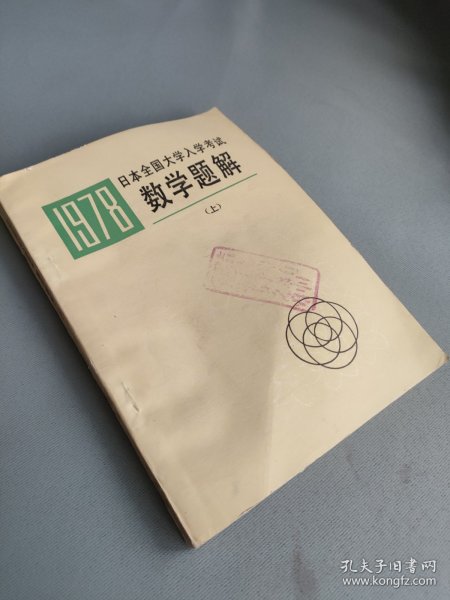 1978
日本全国大学入学考试
数学题解
(上)
孔夫子旧书网
www.kongfz.com